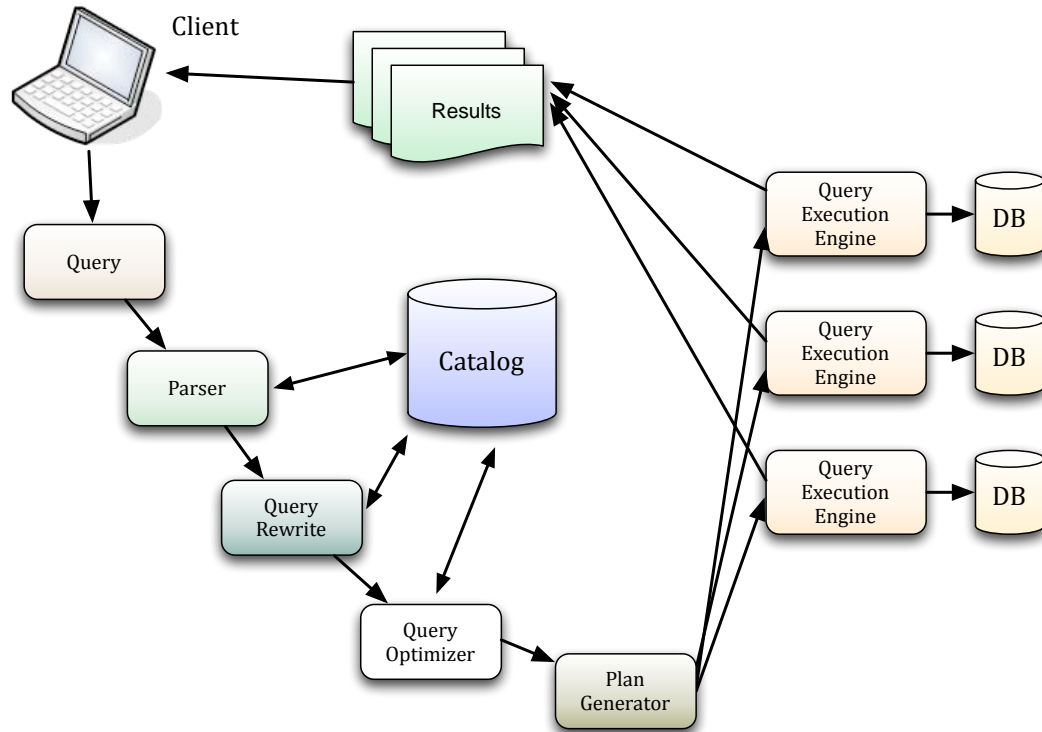 Client
Results
Query
Execution
Engine
DB
Query
Query
Execution
Engine
DB
Catalog
Parser
Query
Execution
Engine
DB
Query
Rewrite
Query
Optimizer
Plan
Generator